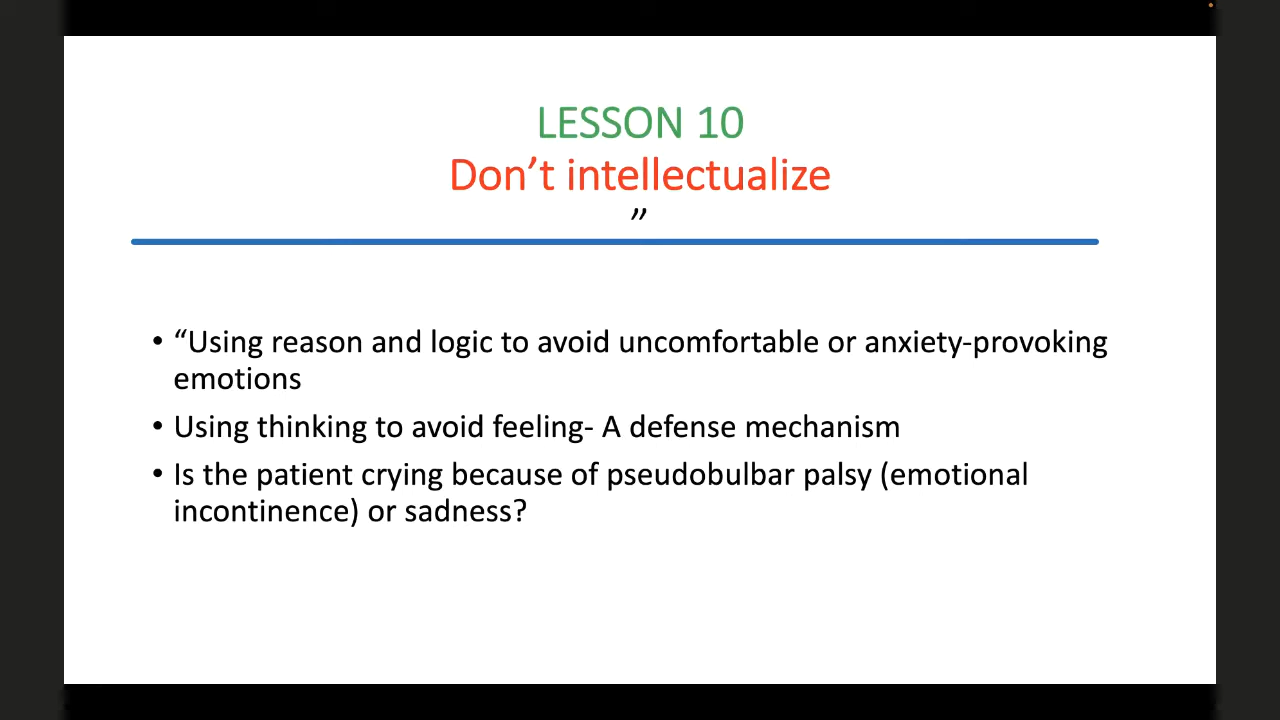 LESSON 10
Don’t intellectualize
”
• “Using reason and logic to avoid uncomfortable or anxiety-provoking
emotions
• Using thinking to avoid feeling- A defense mechanism
• Is the patient crying because of pseudobulbar palsy (emotional
incontinence) or sadness?